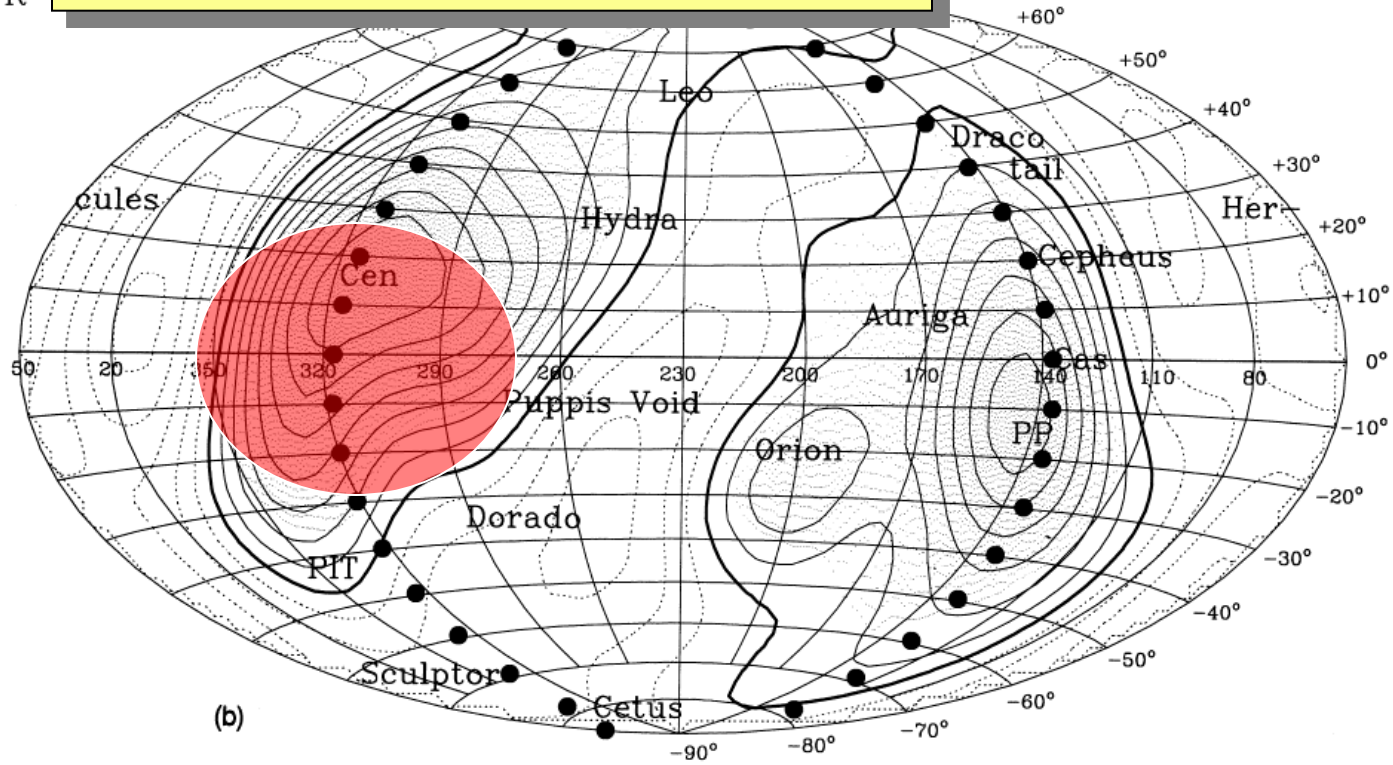 +60°
+50°
Leo
+40°
Draco
tail
+30°
cules
Her-
Hydra
+20°
Cepheus
Cen
+10°
Auriga
Cas
0°
50 20 350 320 290 260 230 200 170 140 110 80
Puppis Void
-10°
PP
Orion
-20°
Dorado
-30°
PIT
-40°
-50°
Sculptor
-60°
Cetus
(b)
-70°
-80°
-90°